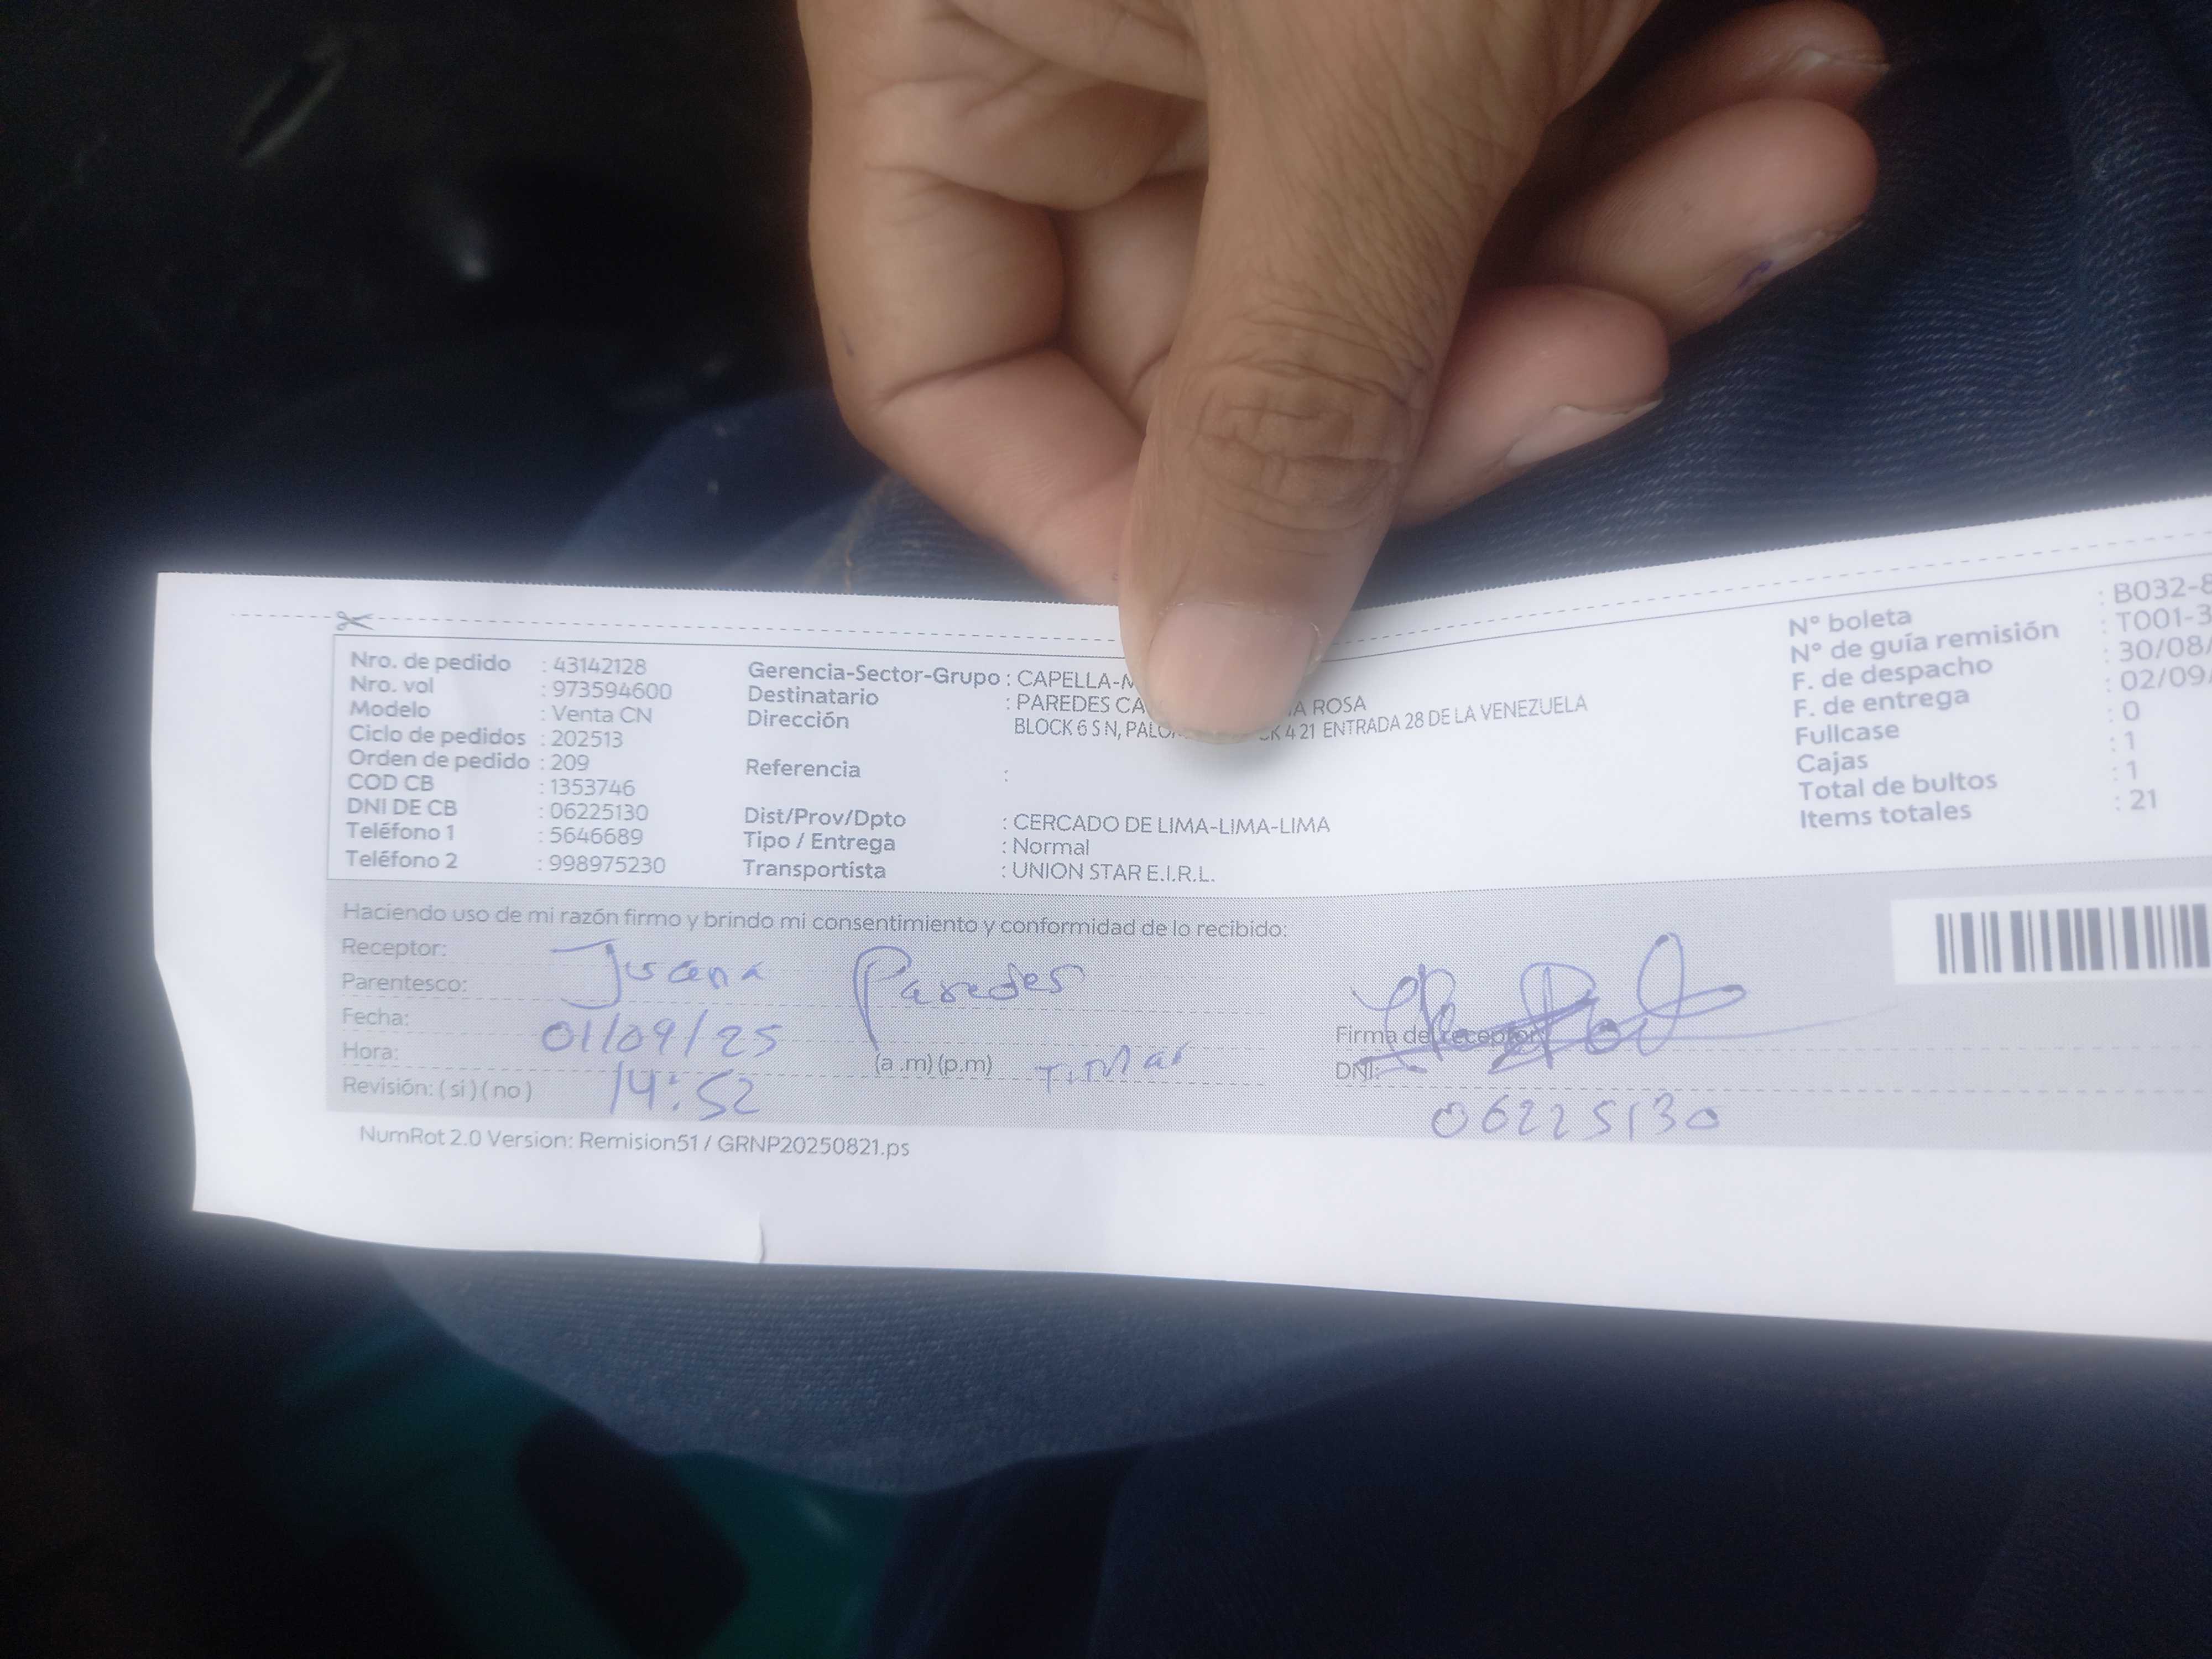 Nro. de pedido : 43142128
Nro. vol : 973594600
Modelo : Venta CN
Ciclo de pedidos : 202513
Orden de pedido : 209
COD CB : 1353746
DNI DE CB : 06225130
Teléfono 1 : 5646689
Teléfono 2 : 998975230
Gerencia-Sector-Grupo : CAPELLA-
Destinatario : PAREDES ROSA
Dirección BLOCK 6 S N, 4 21 ENTRADA 28 DE LA VENEZUELA
Referencia :
Dist/Prov/Dpto : CERCADO DE LIMA-LIMA-LIMA
Tipo / Entrega : Normal
Transportista : UNION STAR E.I.R.L.
N° boleta : B032-
N° de guía remisión : T001-3
F. de despacho : 30/08/
F. de entrega : 02/09
Fullcase : 0
Cajas : 1
Total de bultos : 1
Items totales : 21
Haciendo uso de mi razón firmo y brindo mi consentimiento y conformidad de lo recibido:
Receptor: Juana Paredes
Parentesco:
Fecha: 01/09/25
Hora: 14:52 (a .m) (p.m)
Revisión: ( si ) ( no )
Firma del receptor
DNI: 06225130
NumRot 2.0 Version: Remision51 / GRNP20250821.ps